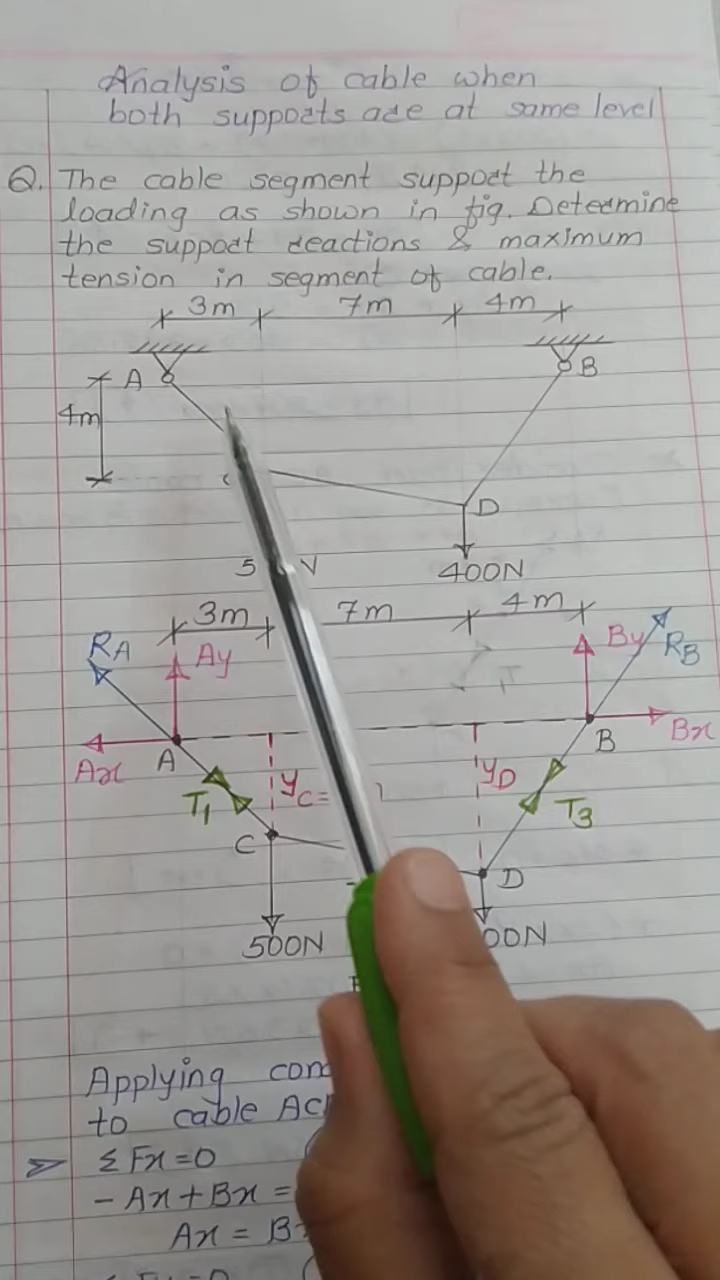 Analysis of cable when
both supports are at same level
Q. The cable segment support the
loading as shown in fig. Determine
the support reactions & maximum
tension in segment of cable.
3m 7m 4m
A B
4m
D
5
400N
3m 7m 4m
RA Ay By RB
Ax A B Bx
T1 yC= yD T3
C D
500N 00N
Applying
to cable
ΣFx=0
- Ax + Bx =
Ax = B